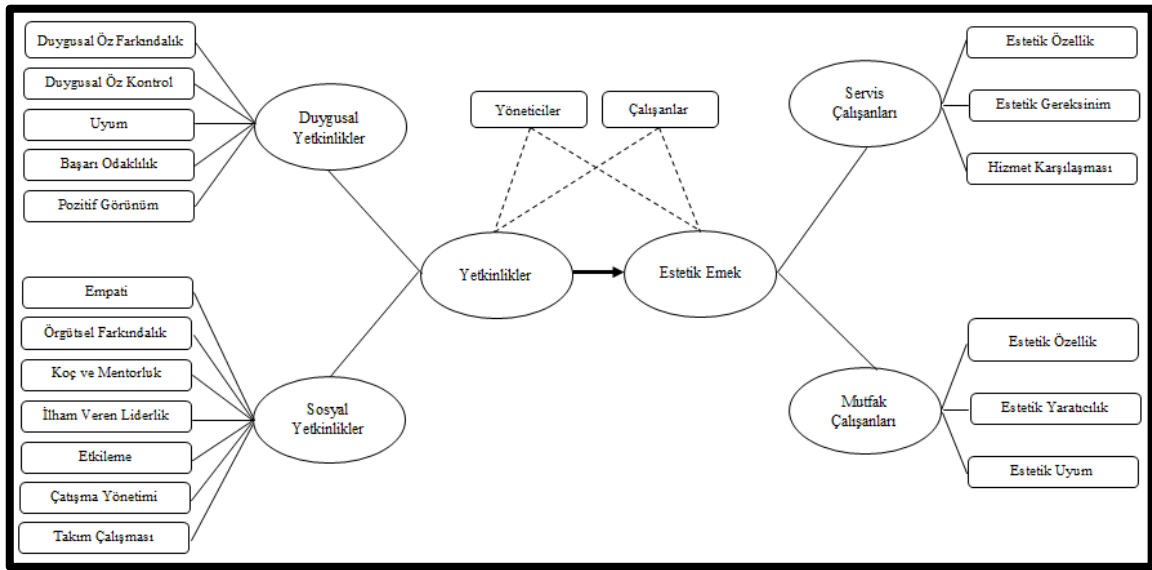 Duygusal Öz Farkındalık
Duygusal Öz Kontrol
Uyum
Başarı Odaklılık
Pozitif Görünüm
Duygusal
Yetkinlikler
Empati
Örgütsel Farkındalık
Koç ve Mentorluk
İlham Veren Liderlik
Etkileme
Çatışma Yönetimi
Takım Çalışması
Sosyal
Yetkinlikler
Yöneticiler
Çalışanlar
Yetkinlikler
Estetik Emek
Servis
Çalışanları
Estetik Özellik
Estetik Gereksinim
Hizmet Karşılaşması
Mutfak
Çalışanları
Estetik Özellik
Estetik Yaratıcılık
Estetik Uyum